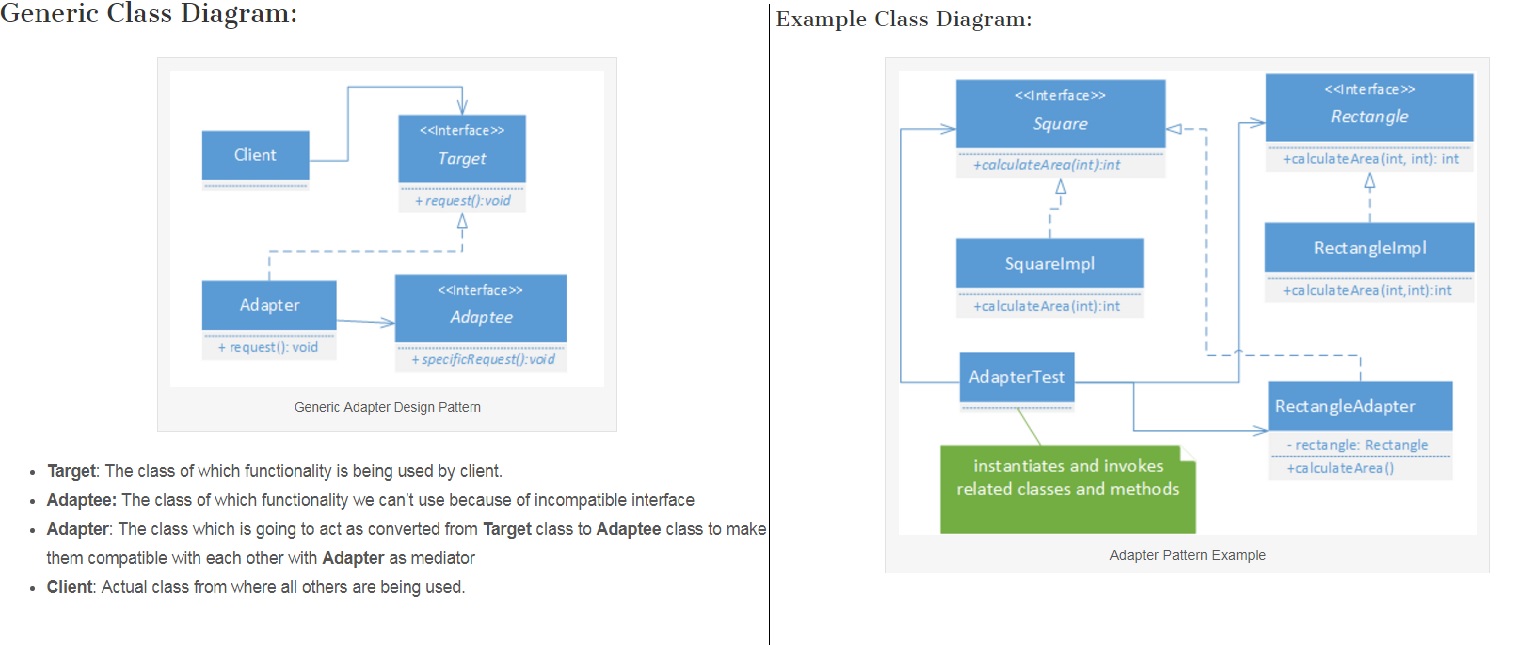 Generic Class Diagram:
Client
<<Interface>>
Target
+ request():void
Adapter
+ request(): void
<<Interface>>
Adaptee
+ specificRequest():void
Generic Adapter Design Pattern
• Target: The class of which functionality is being used by client.
• Adaptee: The class of which functionality we can't use because of incompatible interface
• Adapter: The class which is going to act as converted from Target class to Adaptee class to make
them compatible with each other with Adapter as mediator
• Client: Actual class from where all others are being used.
Example Class Diagram:
<<Interface>>
Square
+calculateArea(int):int
<<Interface>>
Rectangle
+calculateArea(int, int): int
SquareImpl
+calculateArea(int):int
RectangleImpl
+calculateArea(int,int):int
AdapterTest
RectangleAdapter
- rectangle: Rectangle
+calculateArea()
instantiates and invokes
related classes and methods
Adapter Pattern Example